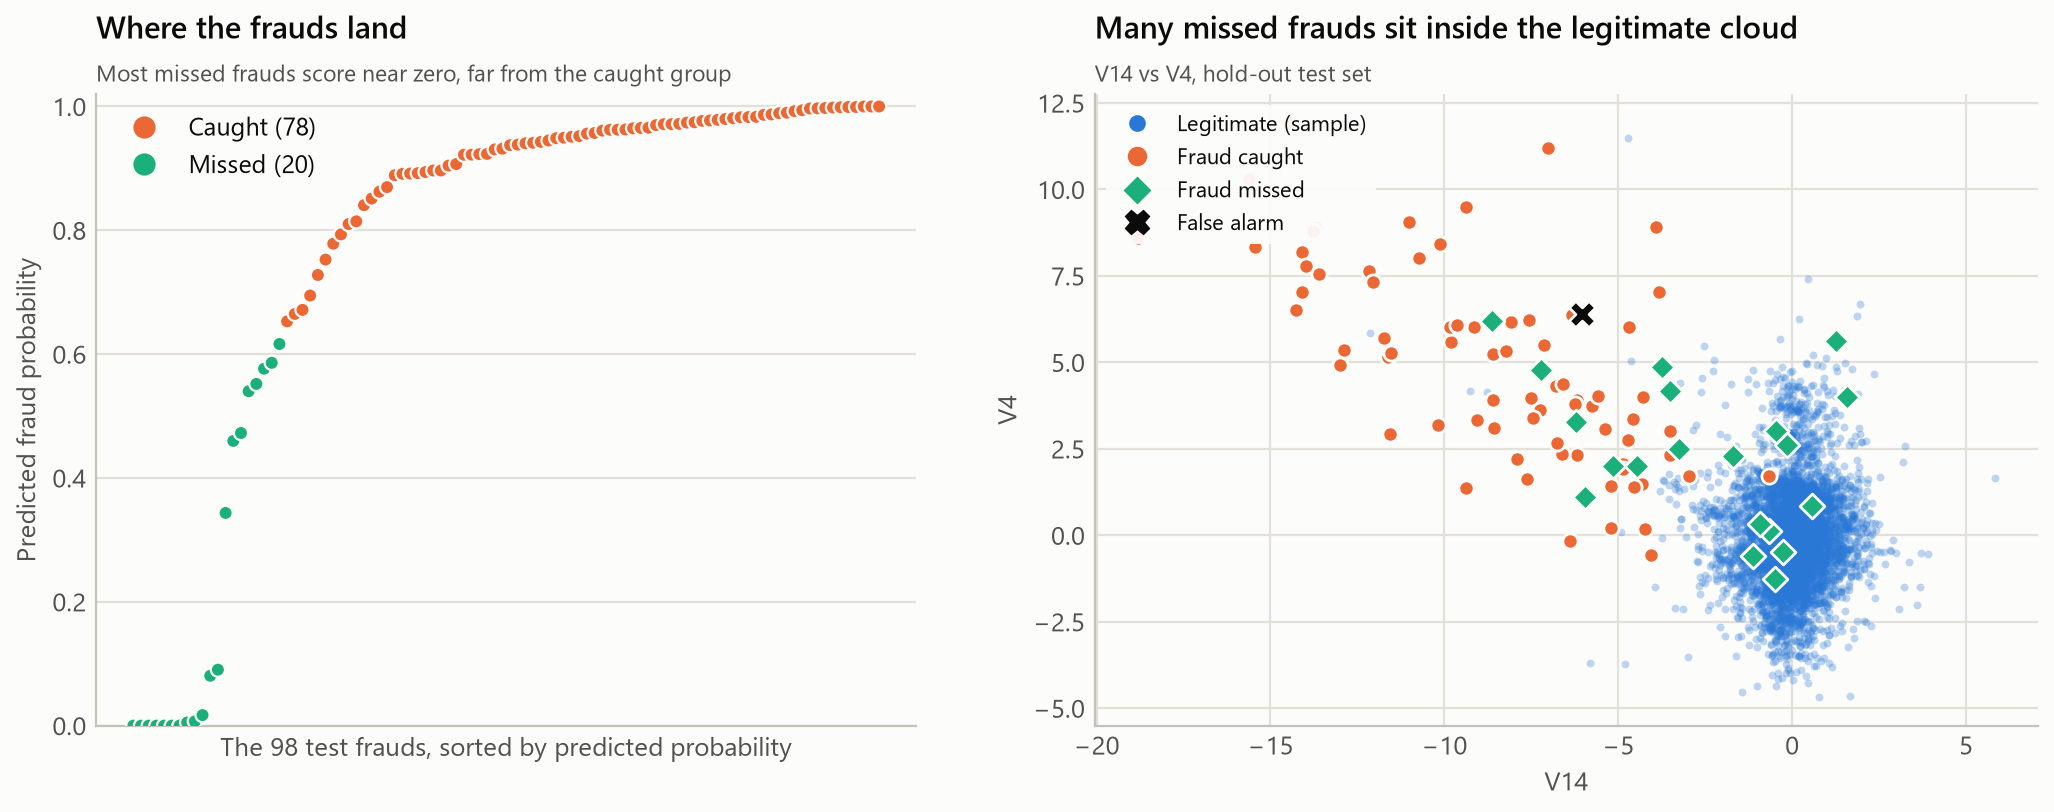 Where the frauds land
Most missed frauds score near zero, far from the caught group
1.0
0.8
0.6
0.4
0.2
0.0
Predicted fraud probability
Caught (78)
Missed (20)
The 98 test frauds, sorted by predicted probability
Many missed frauds sit inside the legitimate cloud
V14 vs V4, hold-out test set
12.5
10.0
7.5
5.0
2.5
0.0
−2.5
−5.0
V4
Legitimate (sample)
Fraud caught
Fraud missed
False alarm
−20
−15
−10
−5
0
5
V14